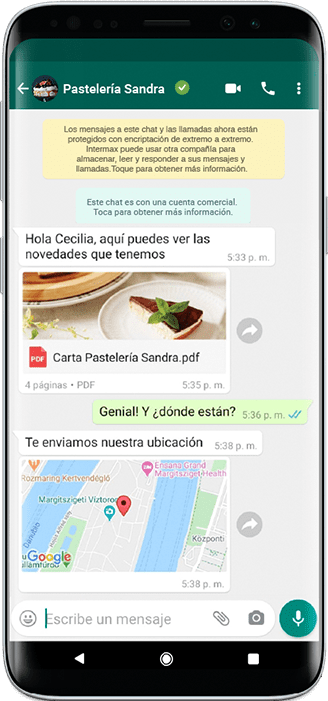 Pastelería Sandra
Los mensajes a este chat y las llamadas ahora están
protegidos con encriptación de extremo a extremo.
Intermax puede usar otra compañía para
almacenar, leer y responder a sus mensajes y
llamadas.Toque para obtener más información.
Este chat es con una cuenta comercial.
Toca para obtener más información.
Hola Cecilia, aquí puedes ver las
novedades que tenemos
5:33 p. m.
PDF
Carta Pastelería Sandra.pdf
4 páginas • PDF
5:35 p. m.
Genial! Y ¿dónde están?
5:36 p. m.
Te enviamos nuestra ubicación
5:38 p. m.
Ensana Grand
Margitsziget Health
Rozmaring Kertvendéglő
Margitszigeti Víztoro
Danubio
Központi
Google
5:38 p. m.
Escribe un mensaje